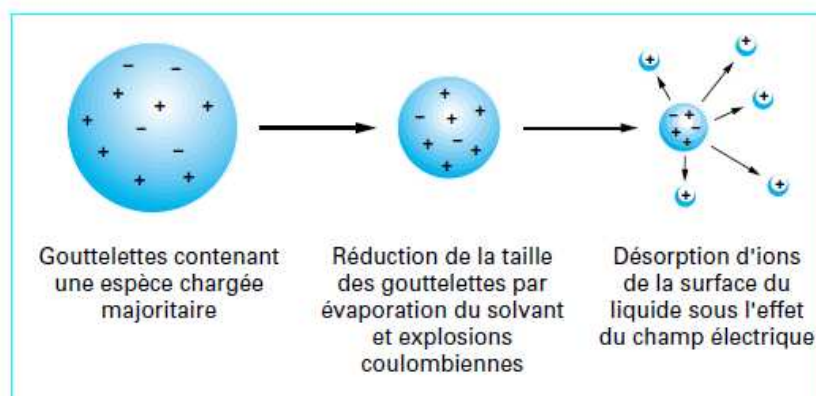 Gouttelettes contenant
une espèce chargée
majoritaire
Réduction de la taille
des gouttelettes par
évaporation du solvant
et explosions
coulombiennes
Désorption d'ions
de la surface du
liquide sous l'effet
du champ électrique